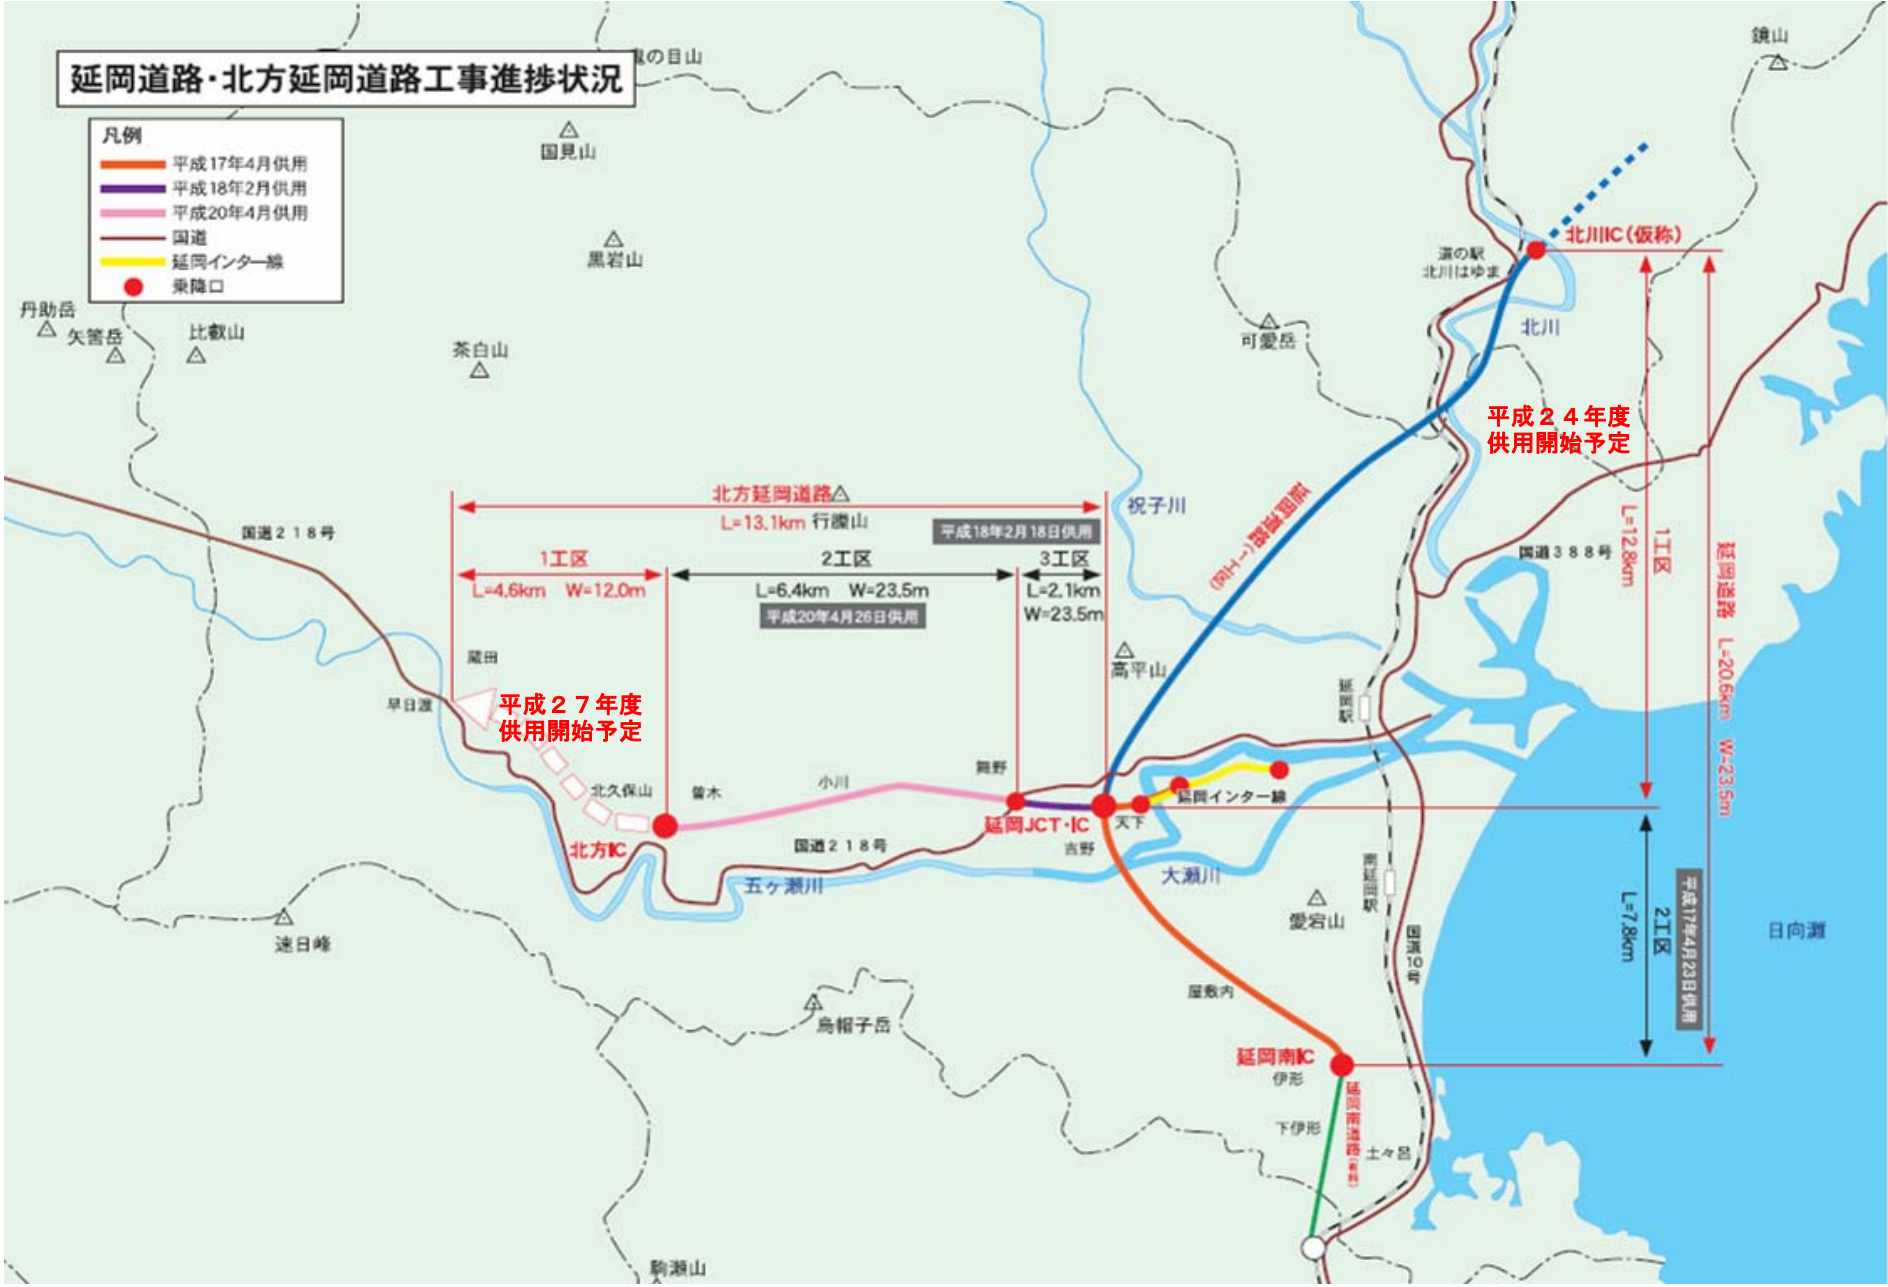 延岡道路・北方延岡道路工事進捗状況
凡例
平成17年4月供用
平成18年2月供用
平成20年4月供用
国道
延岡インター線
乗降口
鬼の目山
国見山
黒岩山
丹助岳
矢筈岳
比叡山
茶臼山
鏡山
可愛岳
北川IC(仮称)
道の駅
北川はゆま
北川
平成２４年度
供用開始予定
国道２１８号
北方延岡道路
L=13.1km
行縢山
平成18年2月18日供用
1工区
L=4.6km W=12.0m
2工区
L=6.4km W=23.5m
平成20年4月26日供用
3工区
L=2.1km
W=23.5m
祝子川
延岡道路(一工区)
国道３８８号
1工区
L=12.8km
延岡道路 L=20.6km W=23.5m
蔵田
早日渡
平成２７年度
供用開始予定
高平山
延岡駅
北久保山
曽木
小川
舞野
北方IC
国道２１８号
延岡JCT・IC
天下
吉野
延岡インター線
五ヶ瀬川
大瀬川
南延岡駅
愛宕山
国道10号
2工区
L=7.8km
平成17年4月23日供用
日向灘
速日峰
烏帽子岳
屋敷内
延岡南IC
伊形
下伊形
延岡南道路(有料)
土々呂
駒瀬山